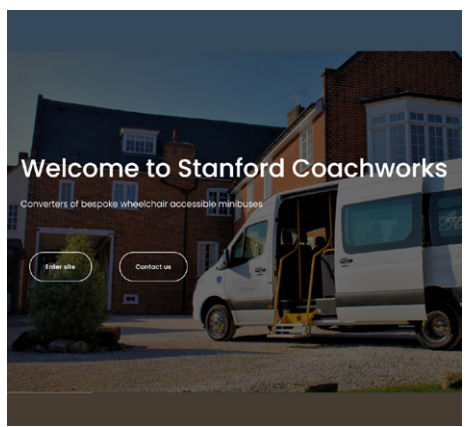 Welcome to Stanford Coachworks
Converters of bespoke wheelchair accessible minibuses
Enter site
Contact us